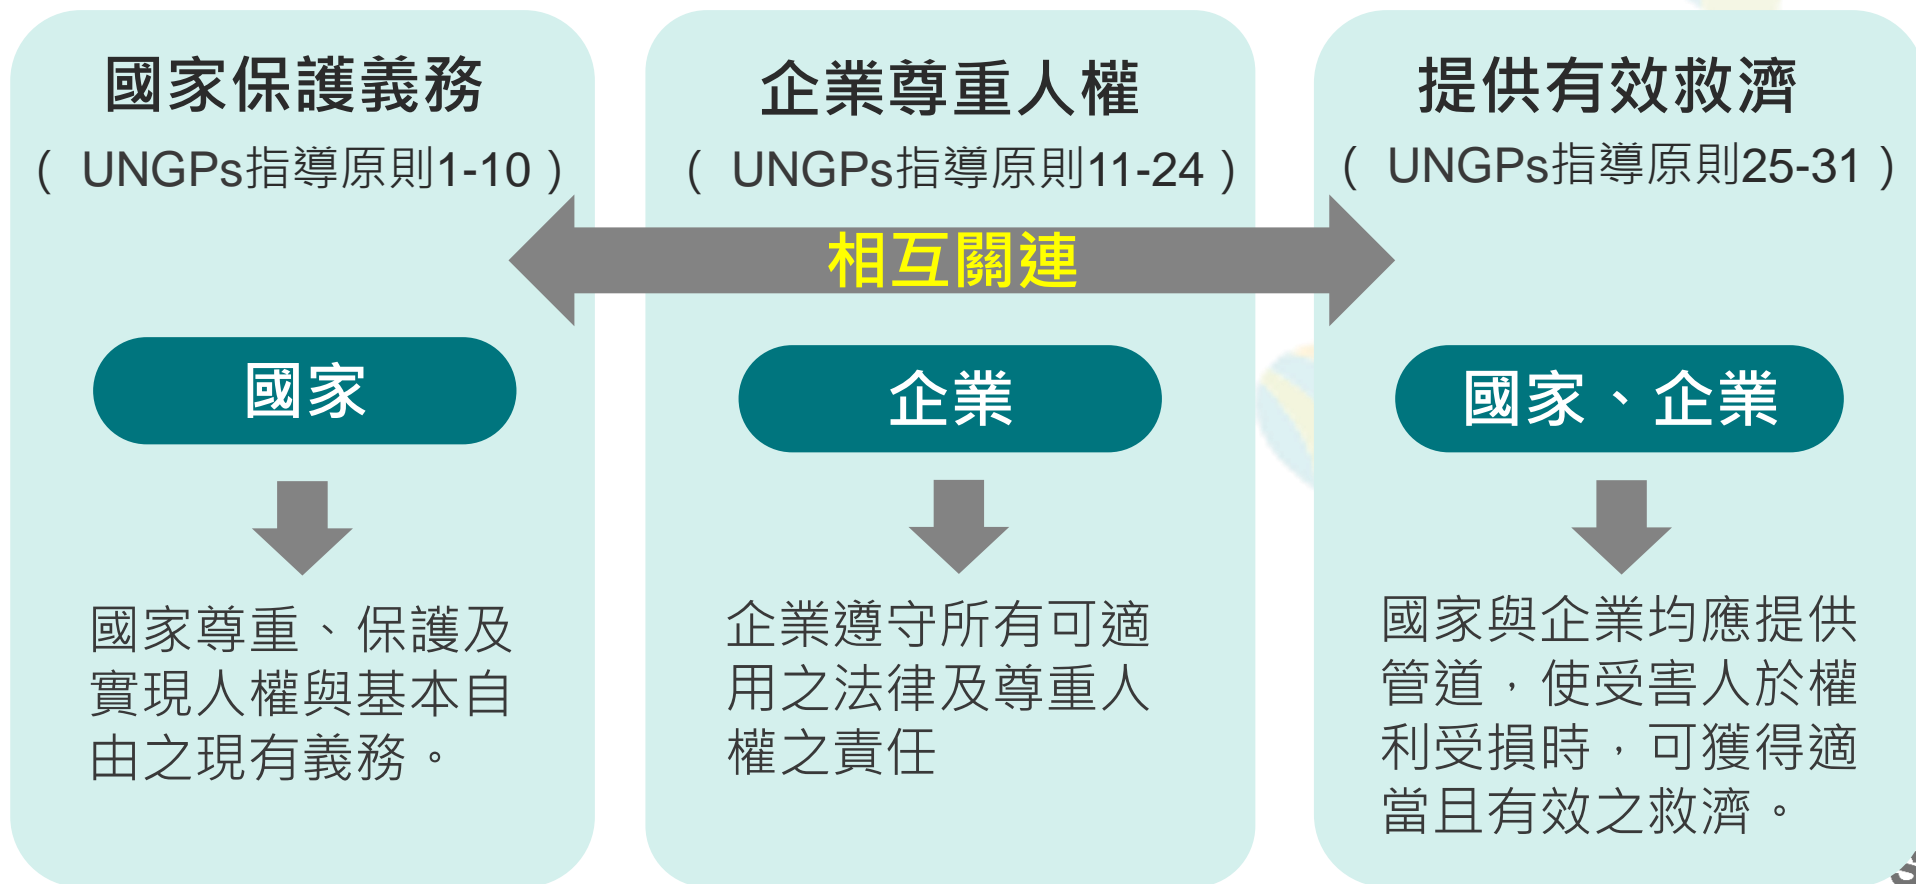 國家保護義務
（ UNGPs指導原則1-10）
企業尊重人權
（ UNGPs指導原則11-24）
提供有效救濟
（ UNGPs指導原則25-31）
相互關連
國家
企業
國家、企業
國家尊重、保護及
實現人權與基本自
由之現有義務。
企業遵守所有可適
用之法律及尊重人
權之責任
國家與企業均應提供
管道，使受害人於權
利受損時，可獲得適
當且有效之救濟。